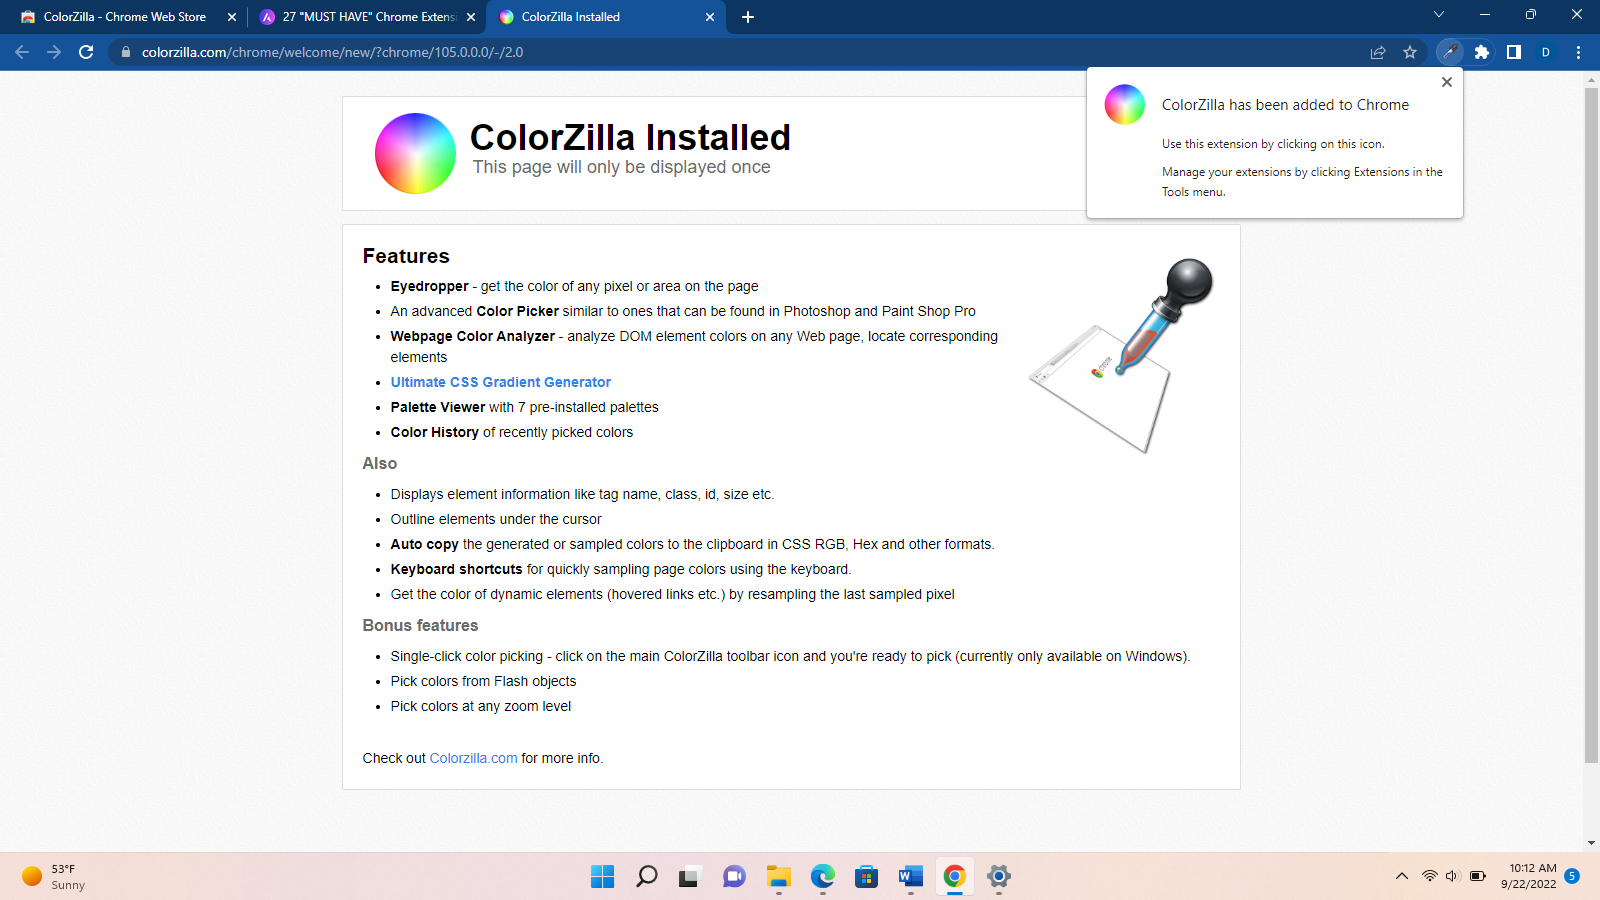 ColorZilla - Chrome Web Store
27 "MUST HAVE" Chrome Extensi
ColorZilla Installed
colorzilla.com/chrome/welcome/new/?chrome/105.0.0.0/-/2.0
D
ColorZilla has been added to Chrome
Use this extension by clicking on this icon.
Manage your extensions by clicking Extensions in the
Tools menu.
ColorZilla Installed
This page will only be displayed once
Features
Eyedropper - get the color of any pixel or area on the page
An advanced Color Picker similar to ones that can be found in Photoshop and Paint Shop Pro
Webpage Color Analyzer - analyze DOM element colors on any Web page, locate corresponding
elements
Ultimate CSS Gradient Generator
Palette Viewer with 7 pre-installed palettes
Color History of recently picked colors
chrome
Also
Displays element information like tag name, class, id, size etc.
Outline elements under the cursor
Auto copy the generated or sampled colors to the clipboard in CSS RGB, Hex and other formats.
Keyboard shortcuts for quickly sampling page colors using the keyboard.
Get the color of dynamic elements (hovered links etc.) by resampling the last sampled pixel
Bonus features
Single-click color picking - click on the main ColorZilla toolbar icon and you're ready to pick (currently only available on Windows).
Pick colors from Flash objects
Pick colors at any zoom level
Check out Colorzilla.com for more info.
53°F
Sunny
W
10:12 AM
9/22/2022
5